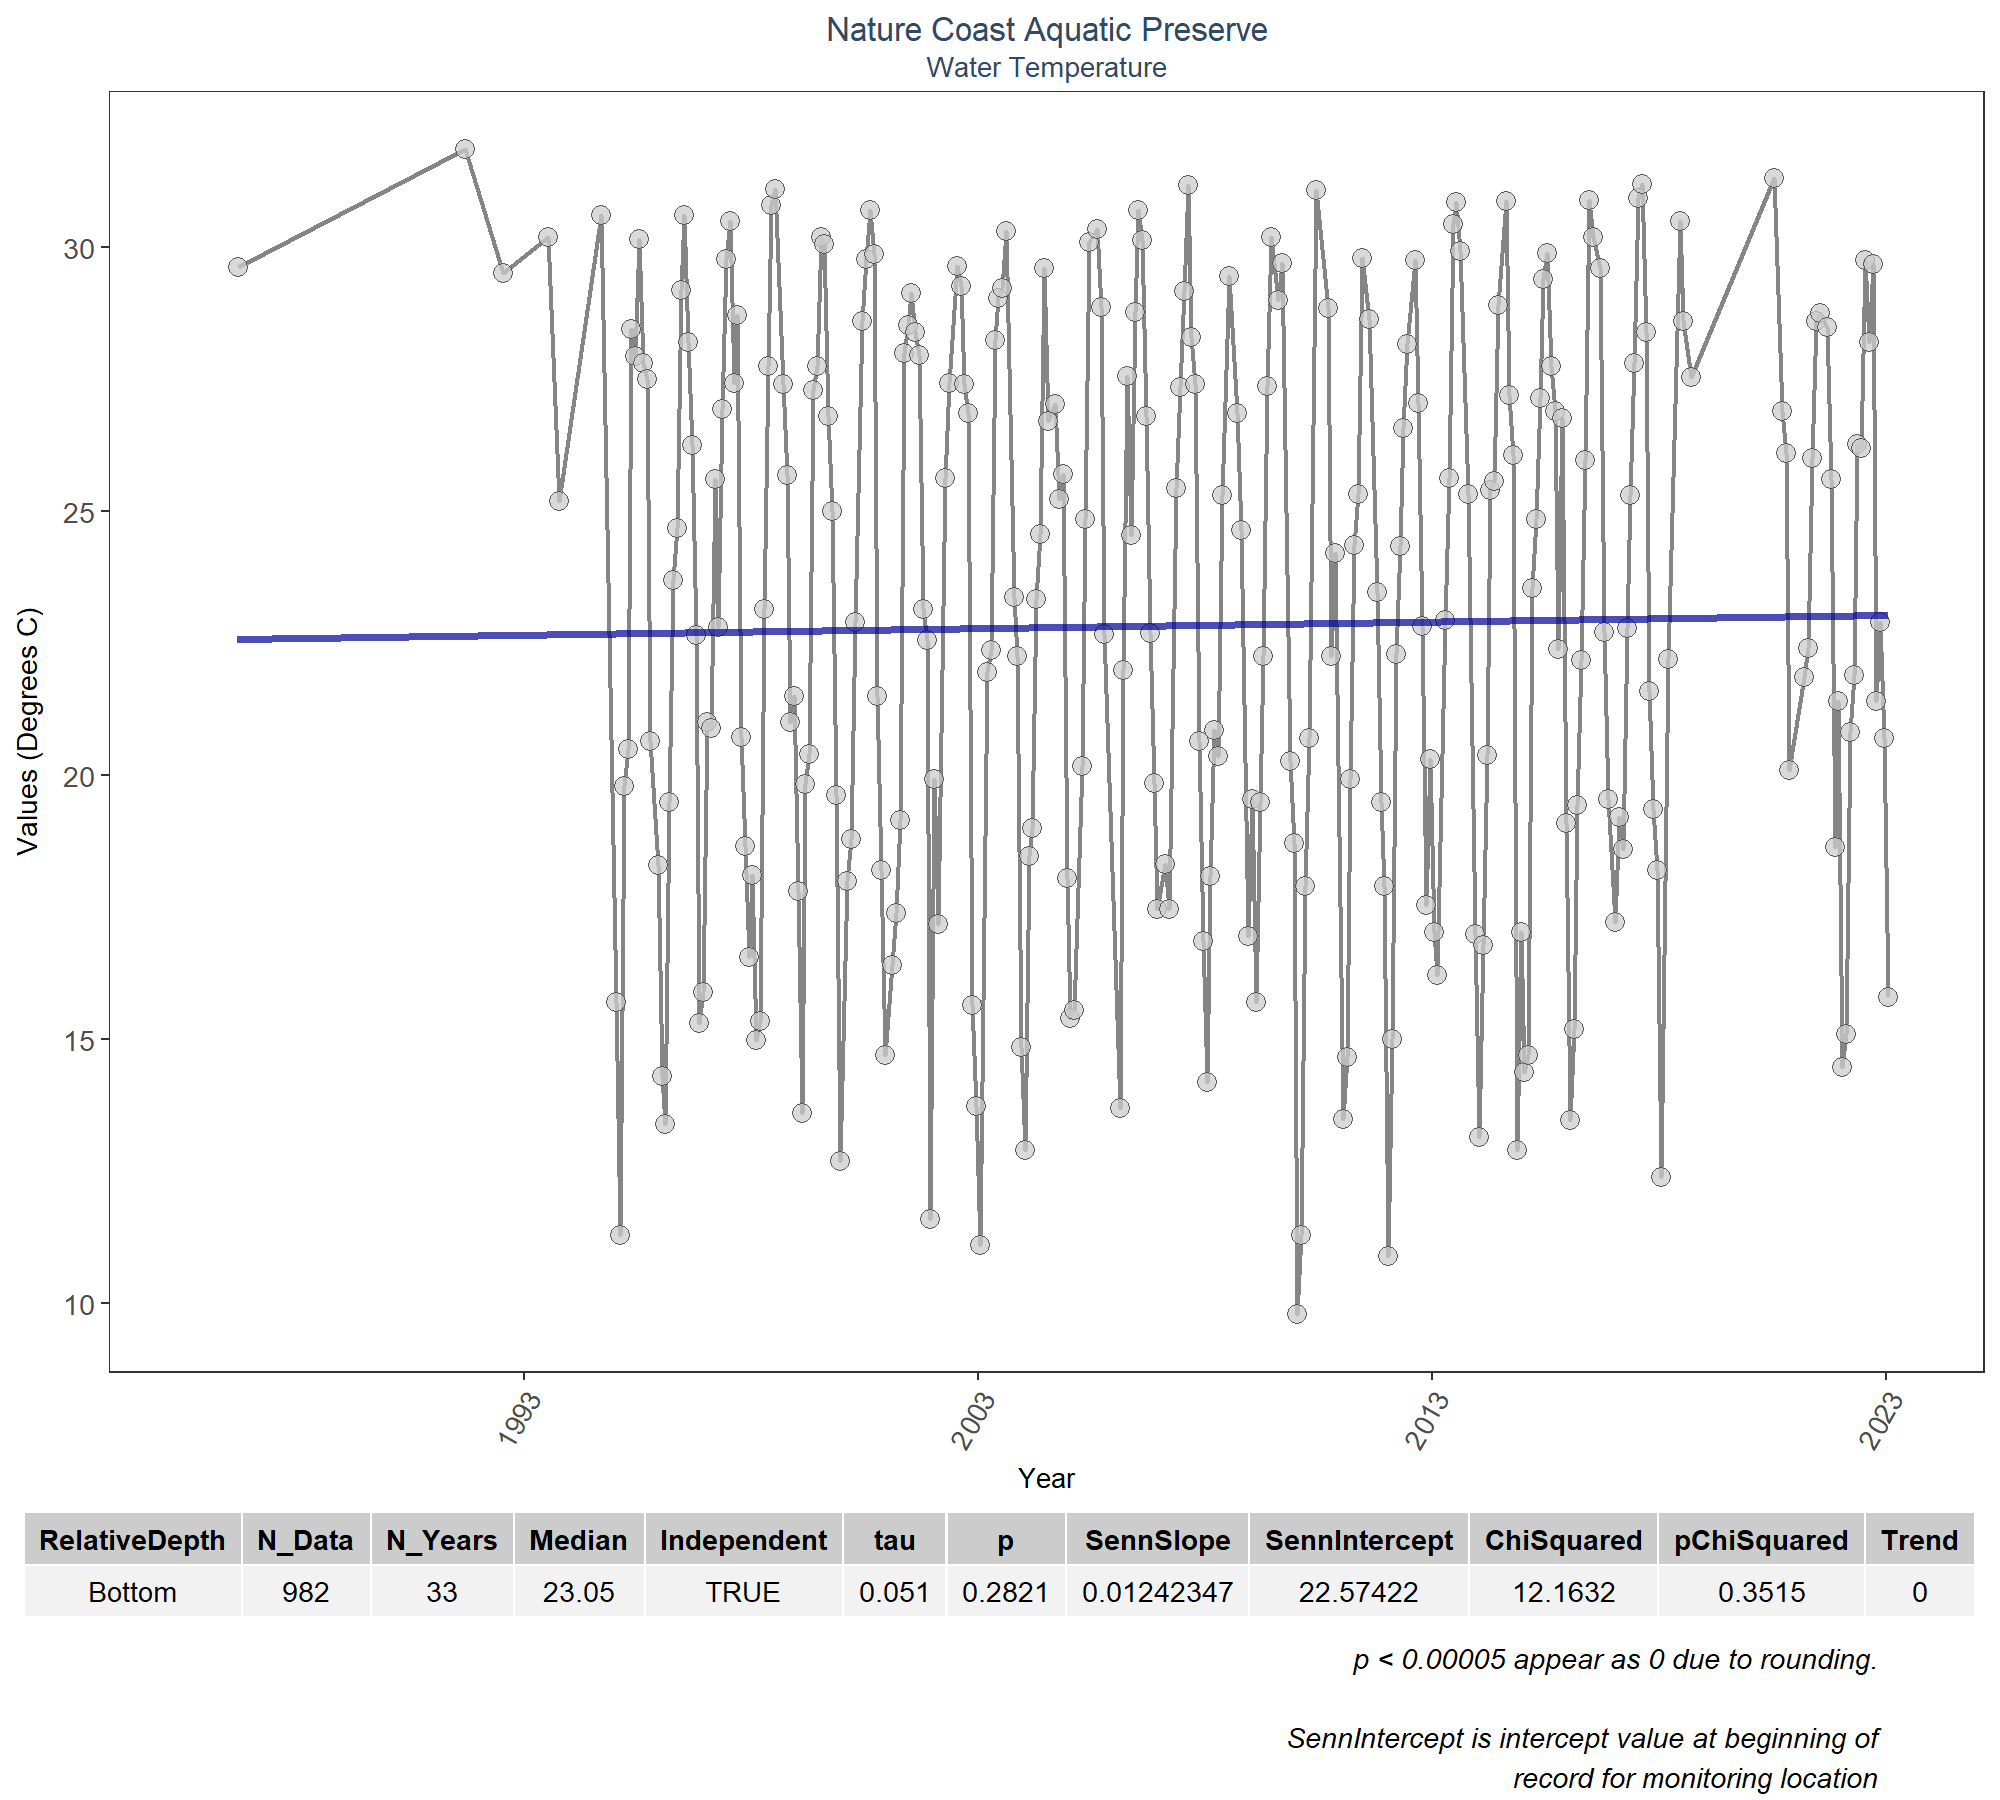 Nature Coast Aquatic Preserve
Water Temperature
Values (Degrees C)
30
25
20
15
10
1993
2003
2013
2023
Year
RelativeDepth N_Data N_Years Median Independent tau p SennSlope SennIntercept ChiSquared pChiSquared Trend
Bottom 982 33 23.05 TRUE 0.051 0.2821 0.01242347 22.57422 12.1632 0.3515 0
p < 0.00005 appear as 0 due to rounding.
SennIntercept is intercept value at beginning of
record for monitoring location